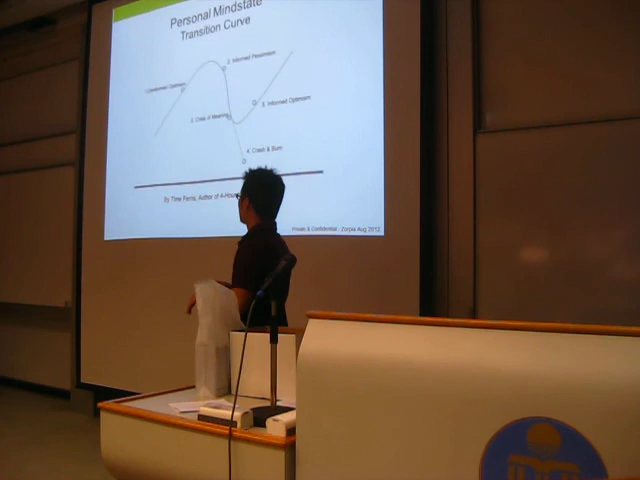 Personal Mindstate
Transition Curve
2. Informed Pessimism
1. Uninformed Optimism
5. Informed Optimism
3. Crisis of Meaning
4. Crash & Burn
By Time Ferris, Author of 4-Hour
Private & Confidential - Zorpia Aug 2012